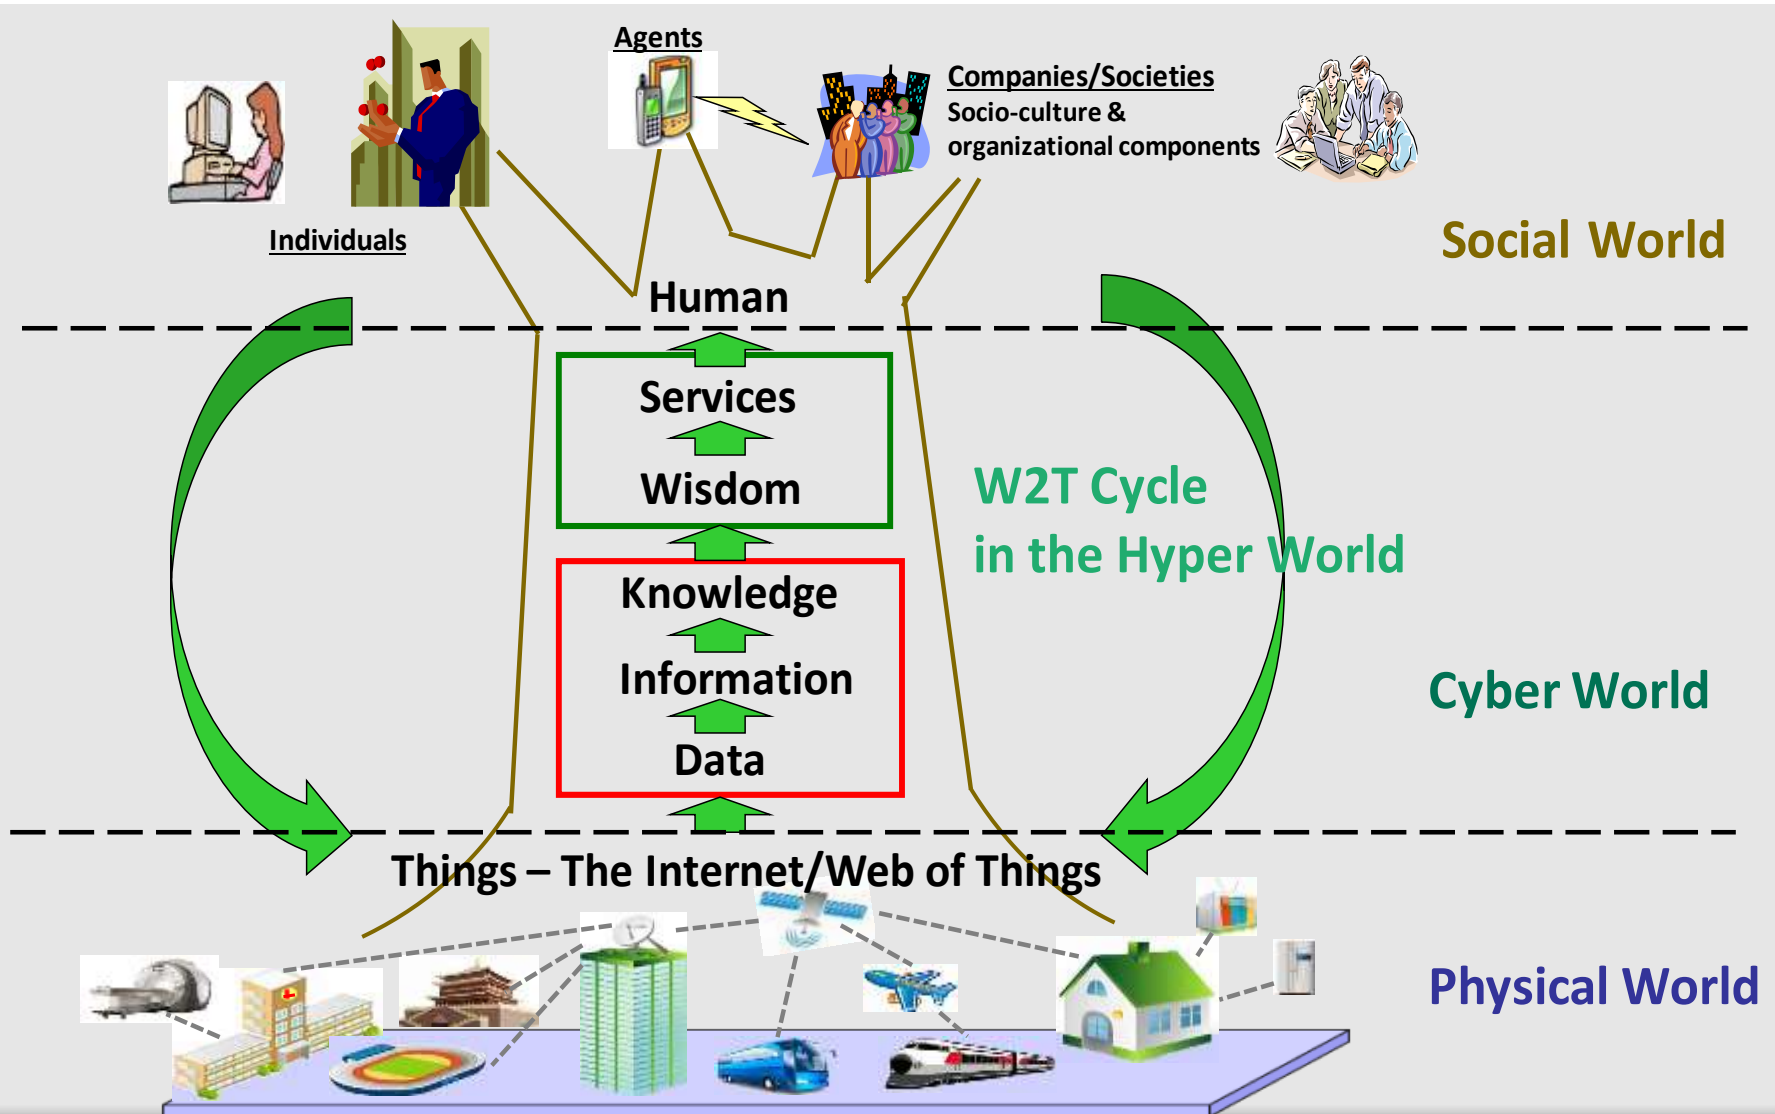 Agents
Companies/Societies
Socio-culture &
organizational components
Individuals
Social World
Human
Services
Wisdom
W2T Cycle
in the Hyper World
Knowledge
Information
Cyber World
Data
Things – The Internet/Web of Things
Physical World